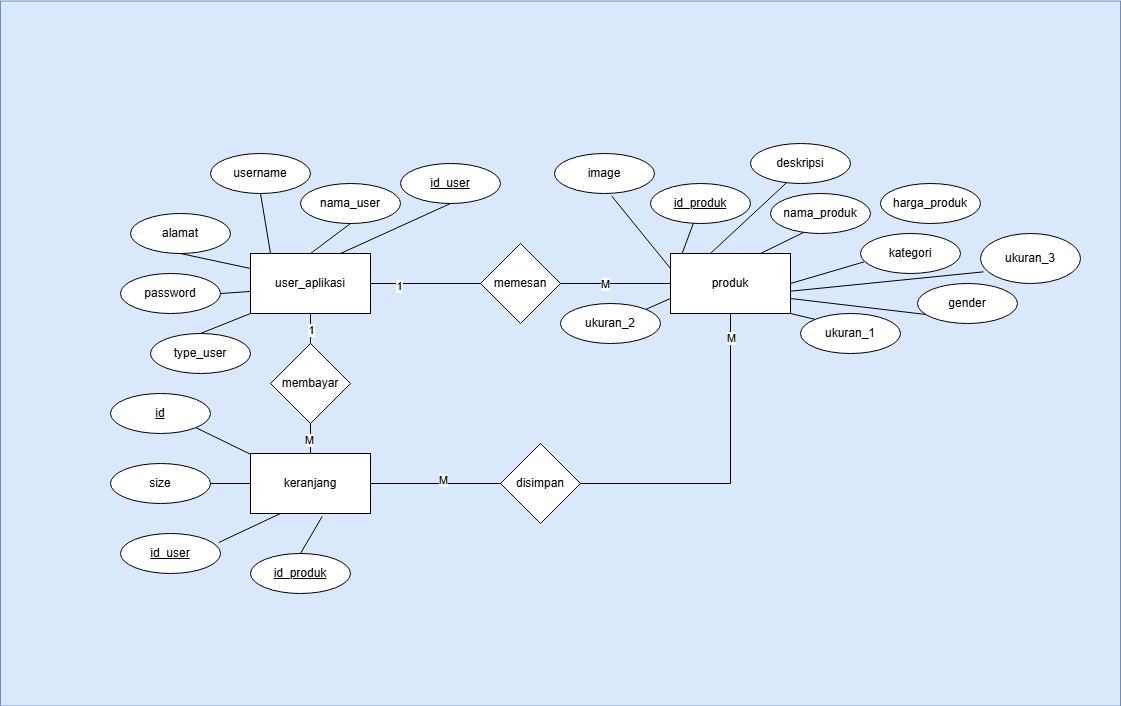 deskripsi
username
image
id_user
nama_user
id_produk
nama_produk
harga_produk
alamat
kategori
ukuran_3
user_aplikasi
1
memesan
M
produk
password
gender
ukuran_2
ukuran_1
1
M
type_user
membayar
id
M
size
keranjang
M
disimpan
id_user
id_produk